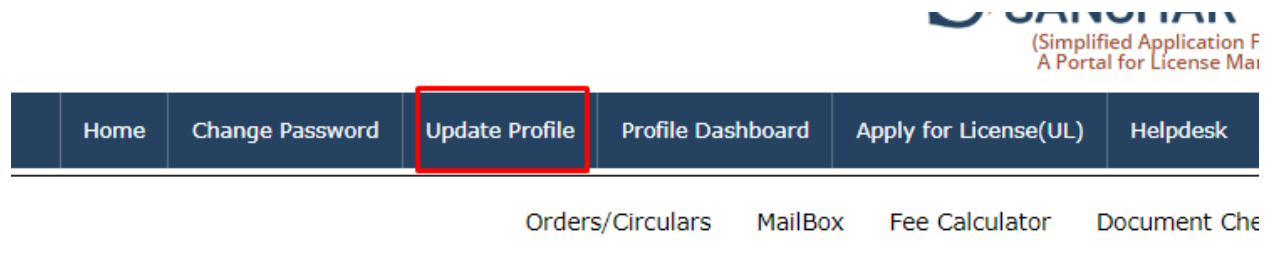 (Simplified Application
A Portal for License
Home Change Password Update Profile Profile Dashboard Apply for License(UL) Helpdesk
Orders/Circulars MailBox Fee Calculator Document